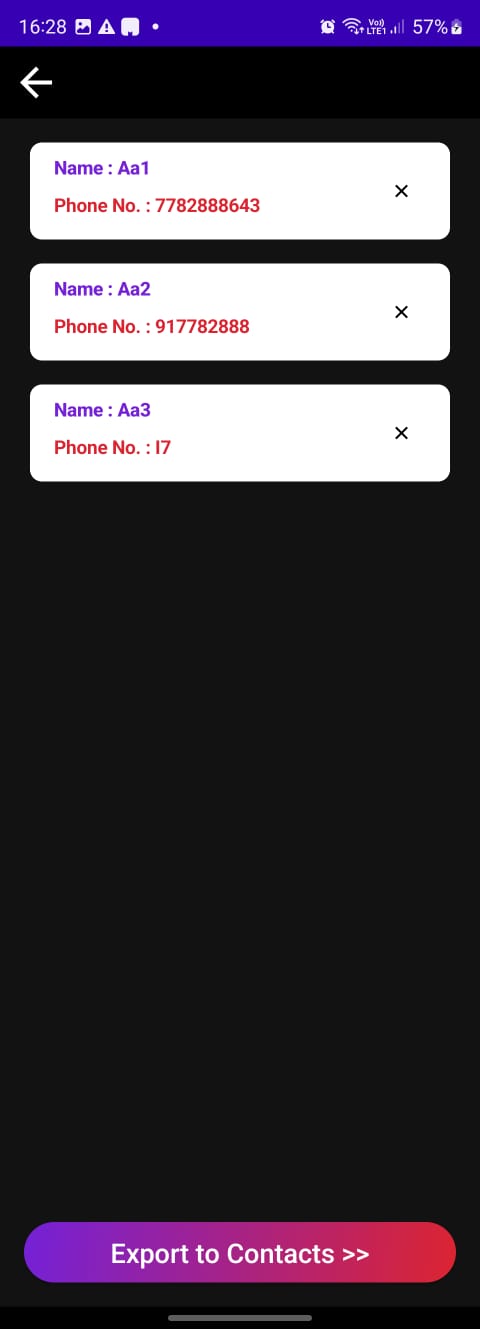 16:28
Vo))
LTE1
57%
Name : Aa1
Phone No. : 7782888643
Name : Aa2
Phone No. : 917782888
Name : Aa3
Phone No. : I7
Export to Contacts >>